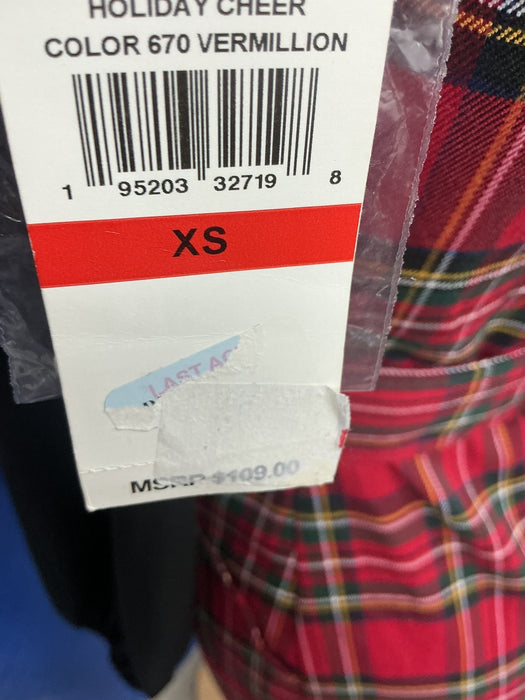 HOLIDAY CHEER
COLOR 670 VERMILLION
1 95203 32719 8
XS
LAST AC
MSRP $109.00